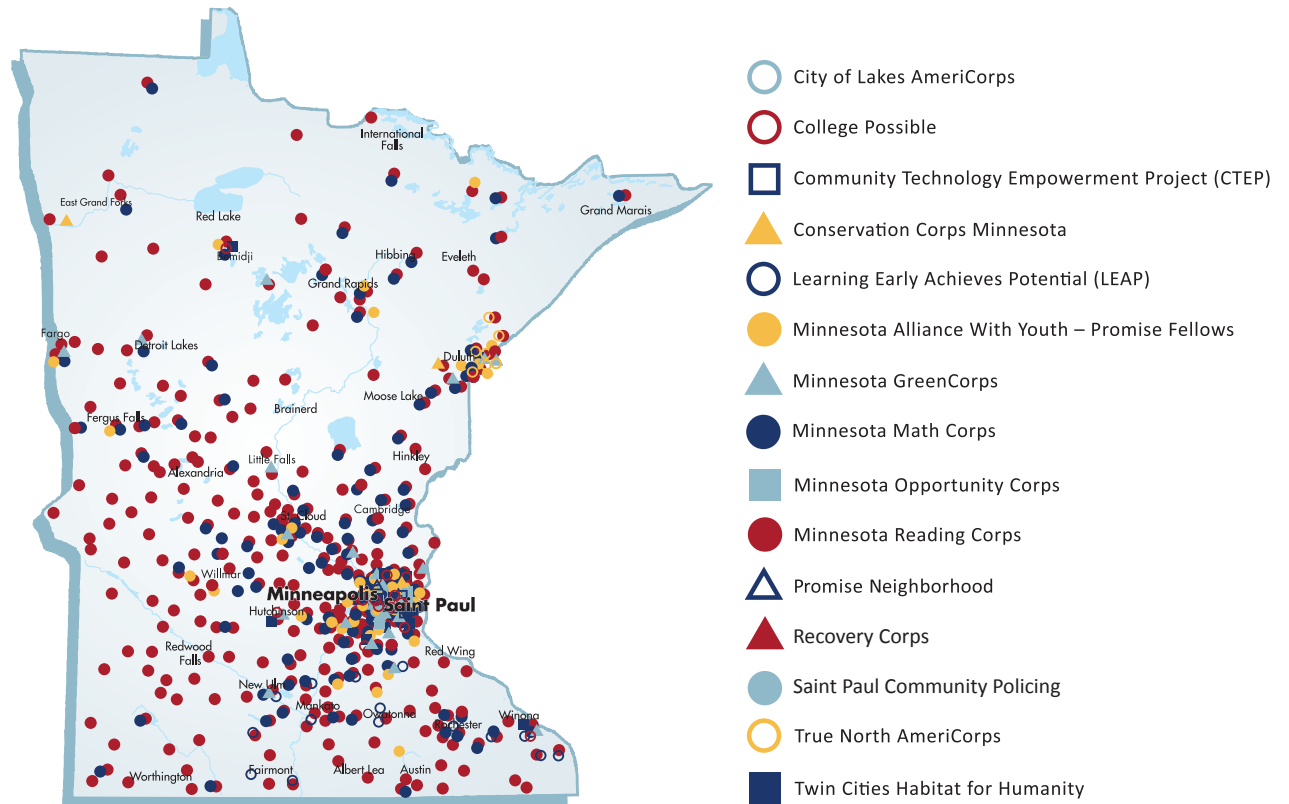 International
Falls
East Grand Forks
Red Lake
Grand Marais
Bemidji
Hibbing
Eveleth
Grand Rapids
Fargo
Detroit Lakes
Duluth
Moose Lake
Brainerd
Fergus Falls
Hinkley
Little Falls
Alexandria
Cambridge
St. Cloud
Willmar
Minneapolis
Saint Paul
Hutchinson
Redwood
Falls
Red Wing
New Ulm
Mankato
Owatonna
Winona
Rochester
Worthington
Fairmont
Albert Lea
Austin
City of Lakes AmeriCorps
College Possible
Community Technology Empowerment Project (CTEP)
Conservation Corps Minnesota
Learning Early Achieves Potential (LEAP)
Minnesota Alliance With Youth – Promise Fellows
Minnesota GreenCorps
Minnesota Math Corps
Minnesota Opportunity Corps
Minnesota Reading Corps
Promise Neighborhood
Recovery Corps
Saint Paul Community Policing
True North AmeriCorps
Twin Cities Habitat for Humanity